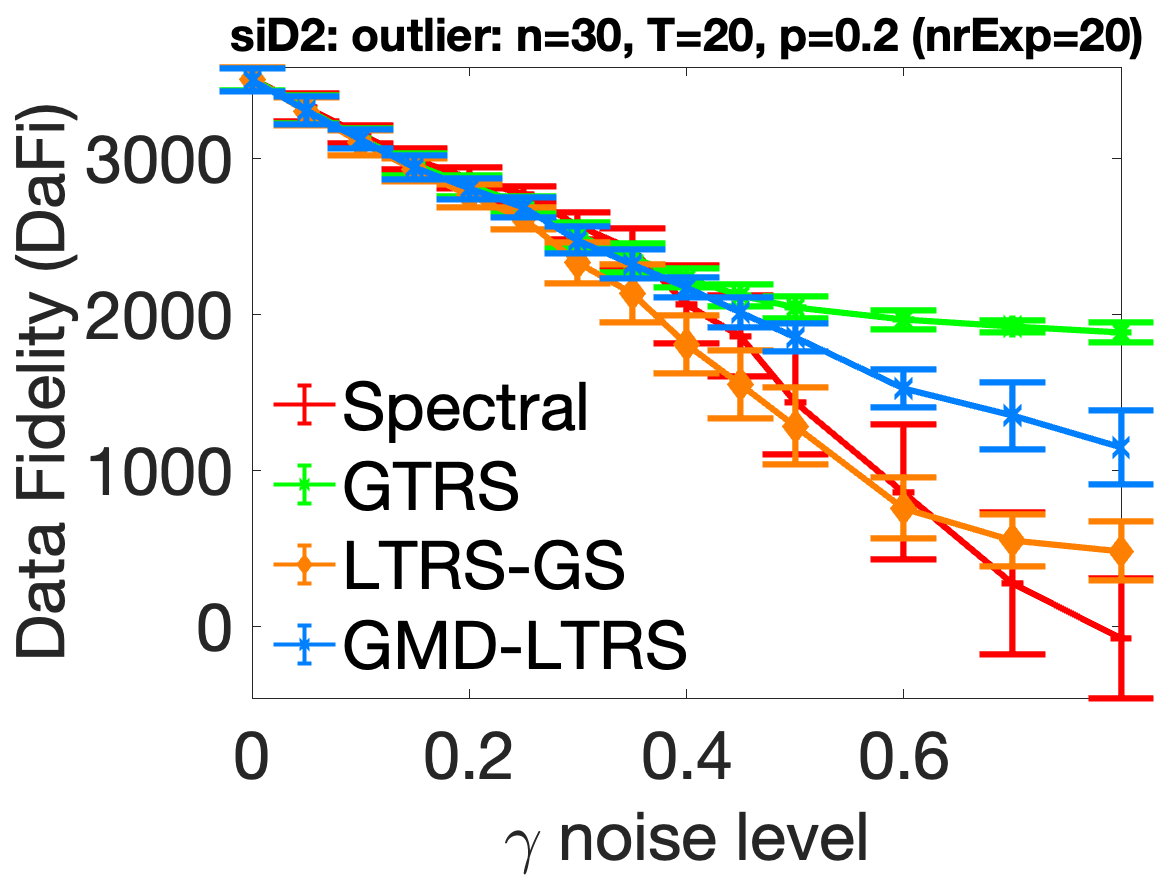 siD2: outlier: n=30, T=20, p=0.2 (nrExp=20)
Data Fidelity (DaFi)
3000
2000
1000
0
Spectral
GTRS
LTRS-GS
GMD-LTRS
0 0.2 0.4 0.6
γ noise level